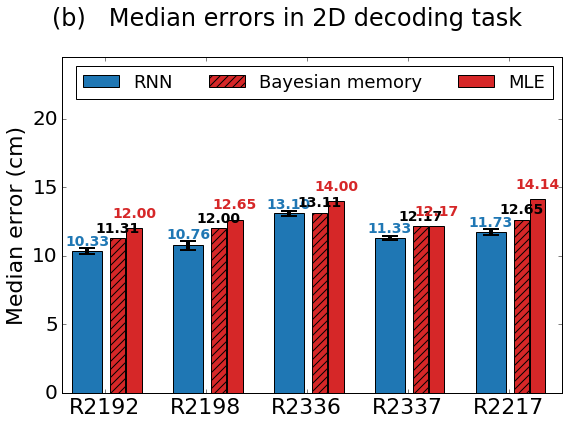 (b) Median errors in 2D decoding task
RNN Bayesian memory MLE
Median error (cm)
20
15
10
5
0
10.33 11.31 12.00
10.76 12.00 12.65
13.11 14.00
11.33 12.17 12.17
11.73 12.65 14.14
R2192 R2198 R2336 R2337 R2217